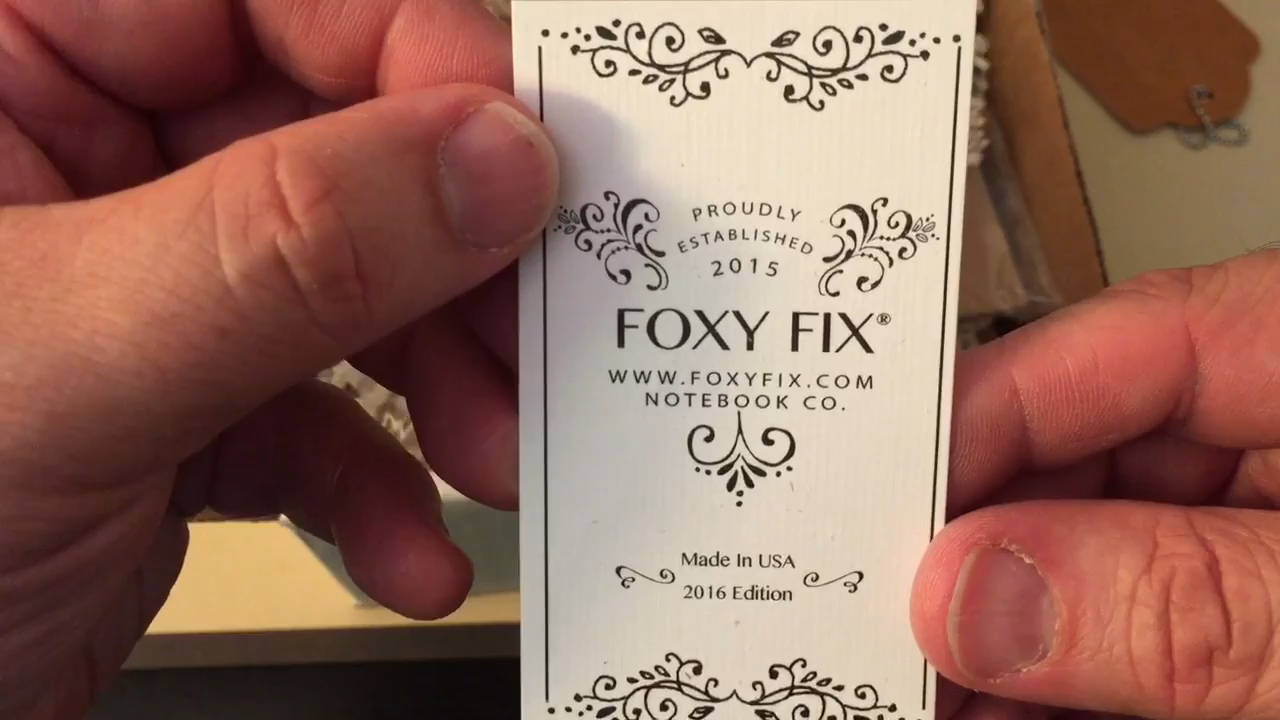 PROUDLY
ESTABLISHED
2015
FOXY FIX®
WWW.FOXYFIX.COM
NOTEBOOK CO.
Made In USA
2016 Edition